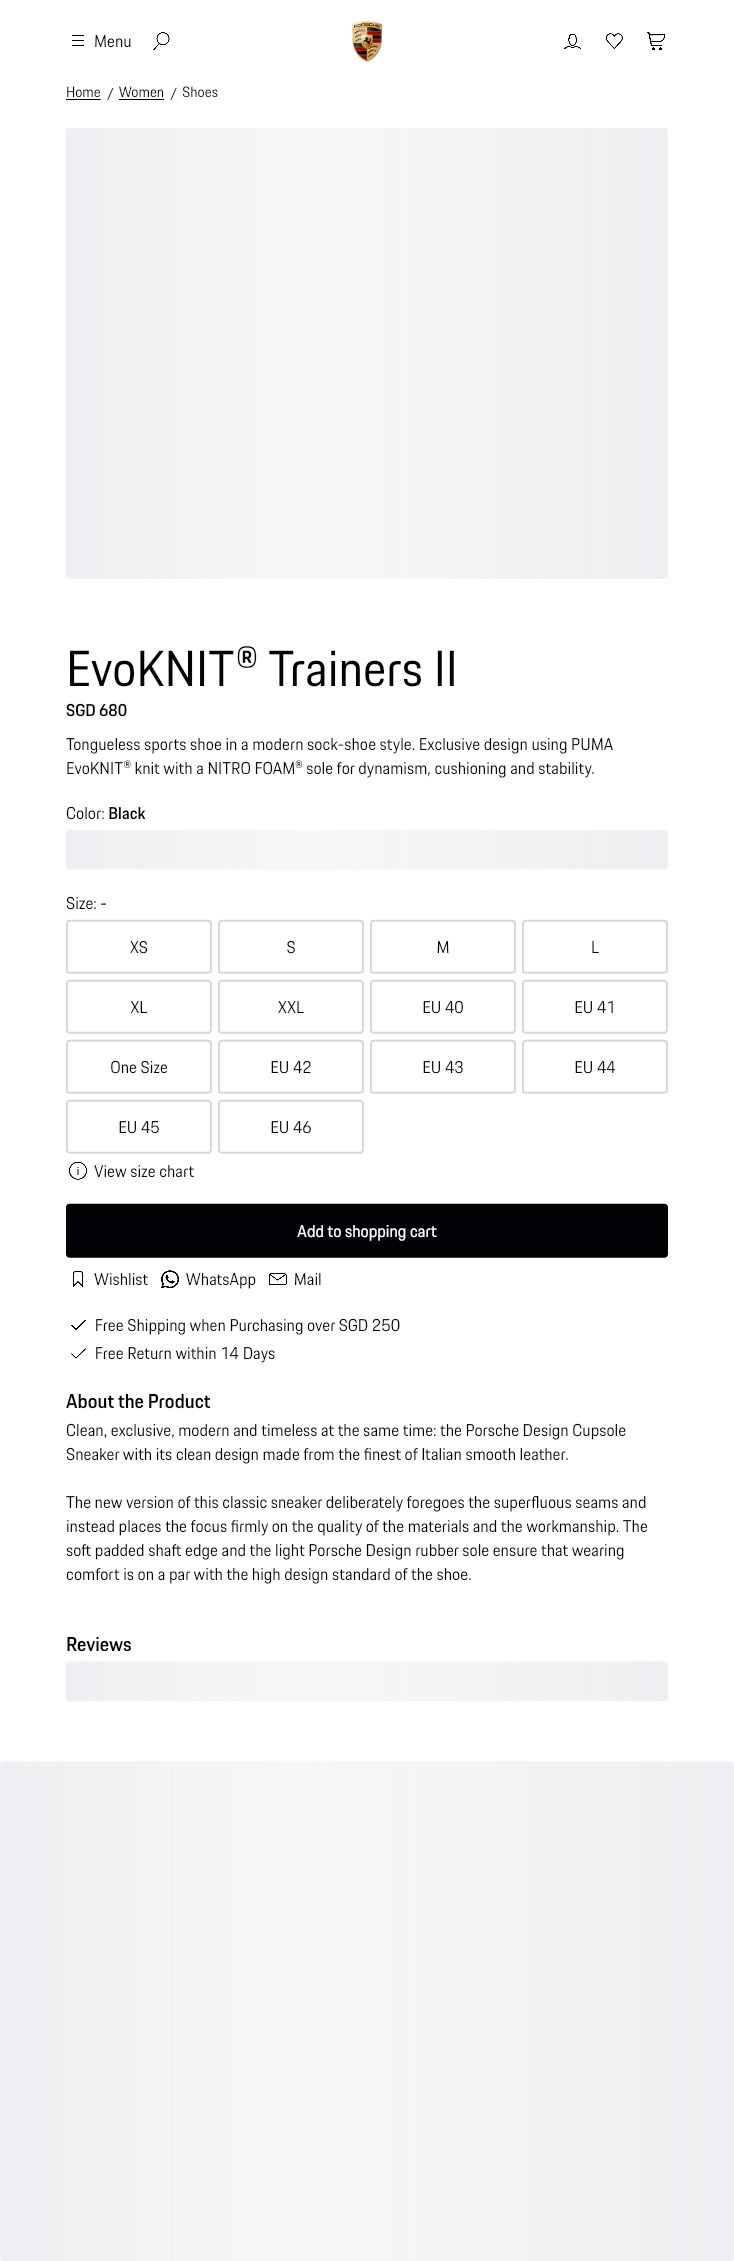 Menu
PORSCHE
Home / Women / Shoes
EvoKNIT® Trainers II
SGD 680
Tongueless sports shoe in a modern sock-shoe style. Exclusive design using PUMA
EvoKNIT® knit with a NITRO FOAM® sole for dynamism, cushioning and stability.
Color: Black
Size: -
XS S M L
XL XXL EU 40 EU 41
One Size EU 42 EU 43 EU 44
EU 45 EU 46
View size chart
Add to shopping cart
Wishlist WhatsApp Mail
Free Shipping when Purchasing over SGD 250
Free Return within 14 Days
About the Product
Clean, exclusive, modern and timeless at the same time: the Porsche Design Cupsole
Sneaker with its clean design made from the finest of Italian smooth leather.
The new version of this classic sneaker deliberately foregoes the superfluous seams and
instead places the focus firmly on the quality of the materials and the workmanship. The
soft padded shaft edge and the light Porsche Design rubber sole ensure that wearing
comfort is on a par with the high design standard of the shoe.
Reviews